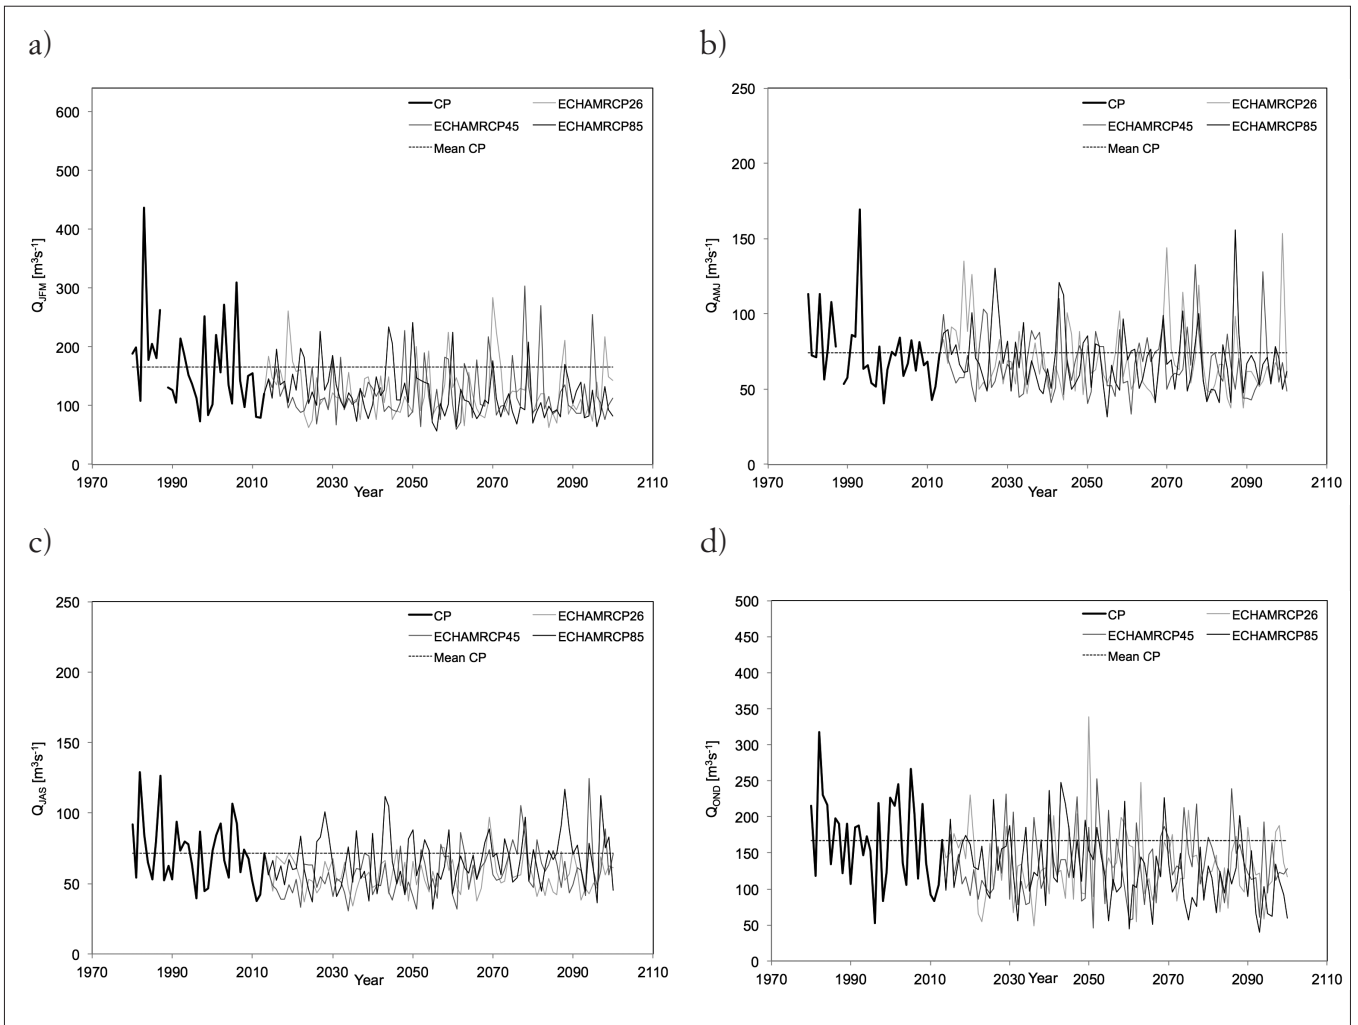 a)
600
500
400
300
200
100
0
Q_JFM [m³s⁻¹]
CP
ECHAMRCP26
ECHAMRCP45
ECHAMRCP85
Mean CP
1970 1990 2010 2030 2050 2070 2090 2110
Year
b)
250
200
150
100
50
0
Q_AMJ [m³s⁻¹]
CP
ECHAMRCP26
ECHAMRCP45
ECHAMRCP85
Mean CP
1970 1990 2010 2030 2050 2070 2090 2110
Year
c)
250
200
150
100
50
0
Q_JAS [m³s⁻¹]
CP
ECHAMRCP26
ECHAMRCP45
ECHAMRCP85
Mean CP
1970 1990 2010 2030 2050 2070 2090 2110
Year
d)
500
450
400
350
300
250
200
150
100
50
0
Q_OND [m³s⁻¹]
CP
ECHAMRCP26
ECHAMRCP45
ECHAMRCP85
Mean CP
1970 1990 2010 2030 Year 2050 2070 2090 2110